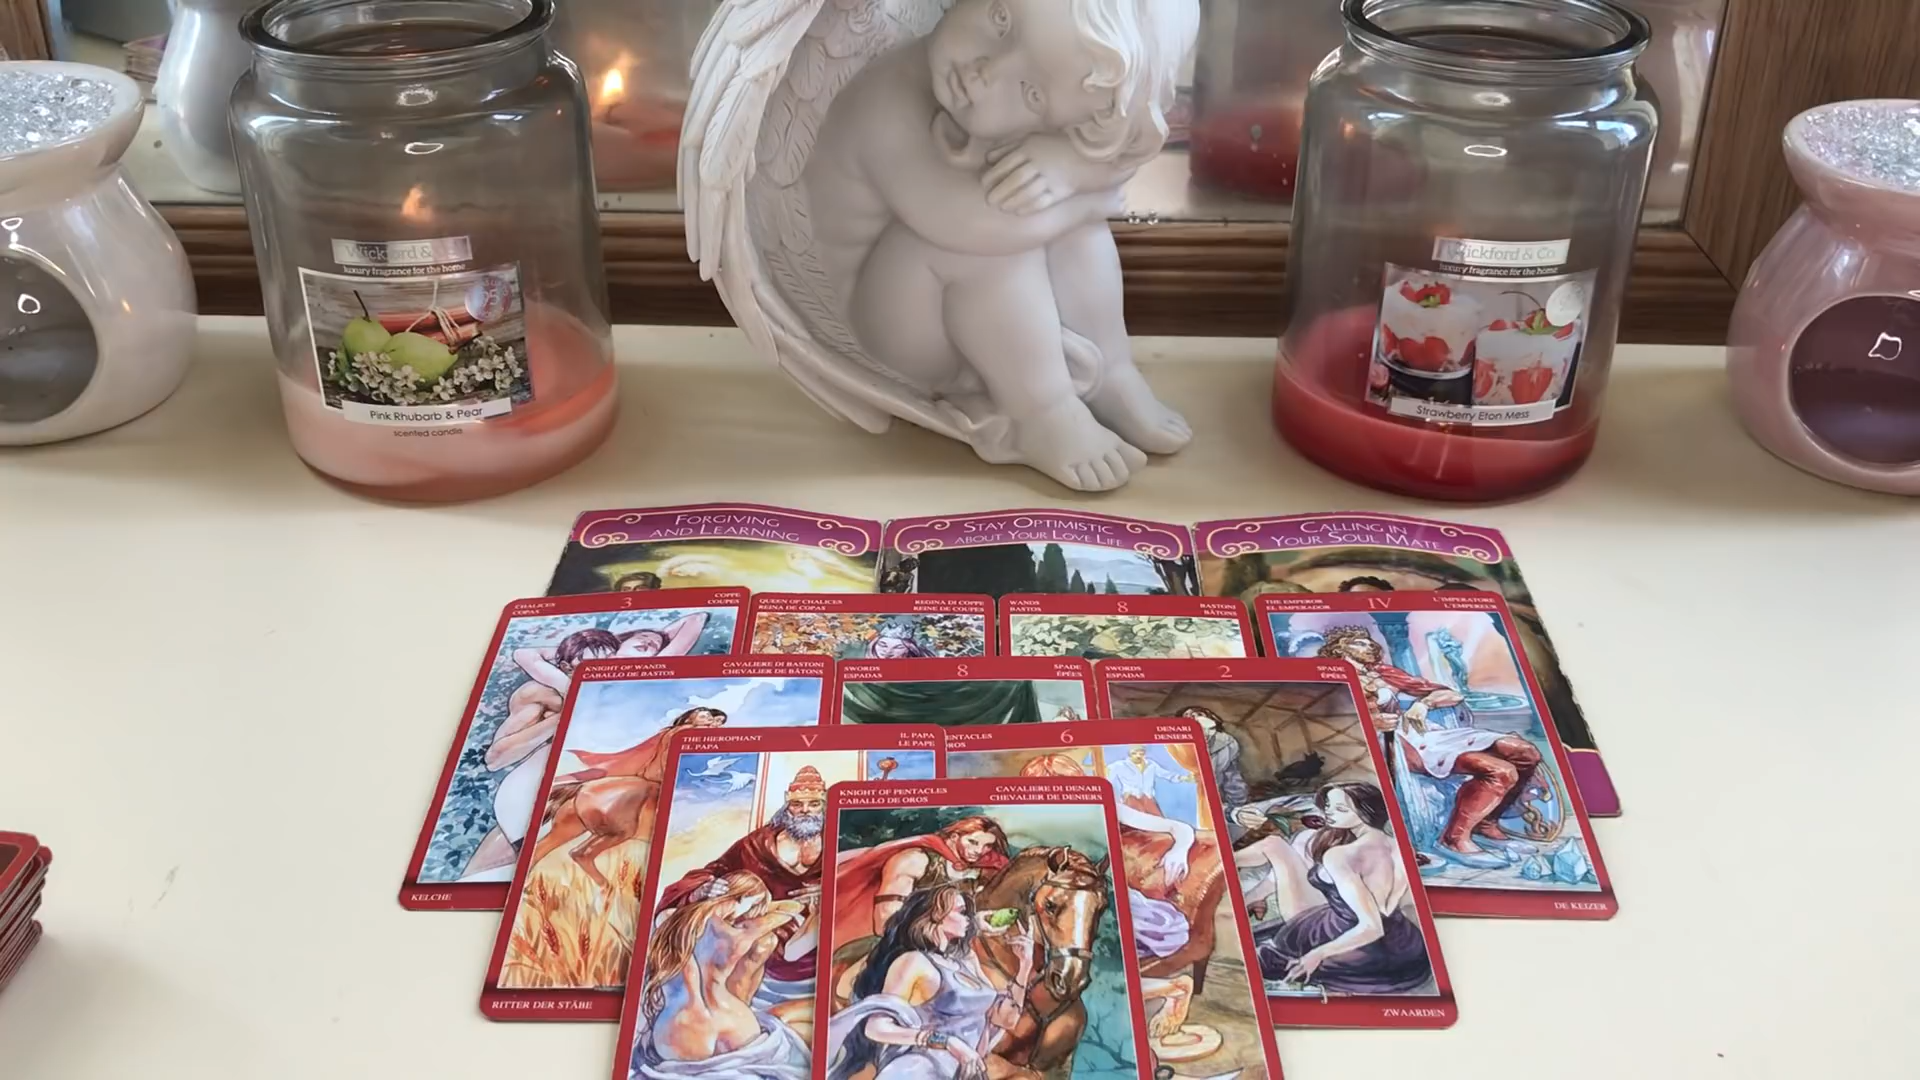 Wickford &
luxury fragrance for the home
Pink Rhubarb & Pear
scented candle
Wickford & Co.
luxury fragrance for the home
Strawberry Eton Mess
FORGIVING
AND LEARNING
STAY OPTIMISTIC
ABOUT YOUR LOVE LIFE
CALLING IN
YOUR SOUL MATE
CHALICES
COPAS
3
COPPE
COUPES
KELCHE
QUEEN OF CHALICES
REINA DE COPAS
REGINA DI COPPE
REINE DE COUPES
WANDS
BASTOS
8
BASTONI
BÂTONS
THE EMPEROR
EL EMPERADOR
IV
L'IMPERATORE
L'EMPEREUR
DE KEIZER
KNIGHT OF WANDS
CABALLO DE BASTOS
CAVALIERE DI BASTONI
CHEVALIER DE BÂTONS
RITTER DER STÄBE
SWORDS
ESPADAS
8
SPADE
ÉPÉES
SWORDS
ESPADAS
2
SPADE
ÉPÉES
ZWAARDEN
THE HIEROPHANT
EL PAPA
V
IL PAPA
LE PAPE
ENTACLES
ROS
6
DENARI
DENIERS
KNIGHT OF PENTACLES
CABALLO DE OROS
CAVALIERE DI DENARI
CHEVALIER DE DENIERS